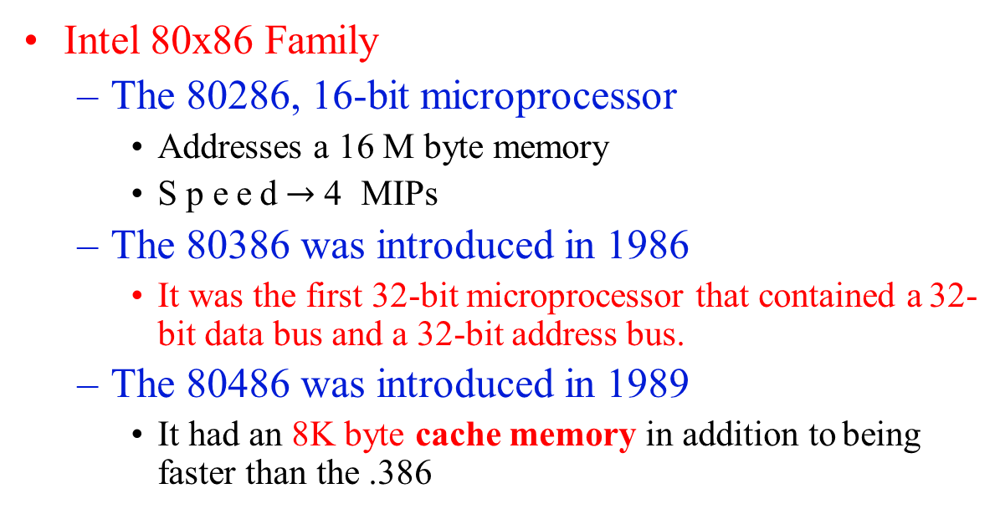 • Intel 80x86 Family
– The 80286, 16-bit microprocessor
• Addresses a 16 M byte memory
• S p e e d → 4 MIPs
– The 80386 was introduced in 1986
• It was the first 32-bit microprocessor that contained a 32-
bit data bus and a 32-bit address bus.
– The 80486 was introduced in 1989
• It had an 8K byte cache memory in addition to being
faster than the .386